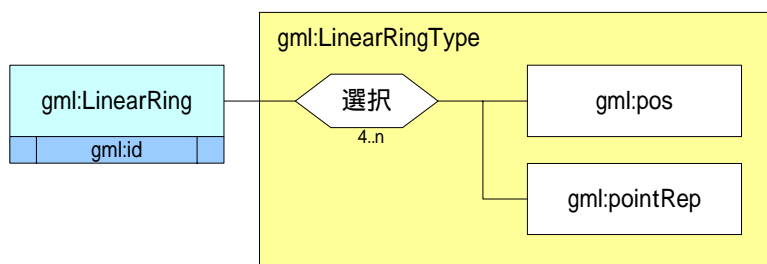 gml:LinearRingType
gml:LinearRing
gml:id
選択
4..n
gml:pos
gml:pointRep